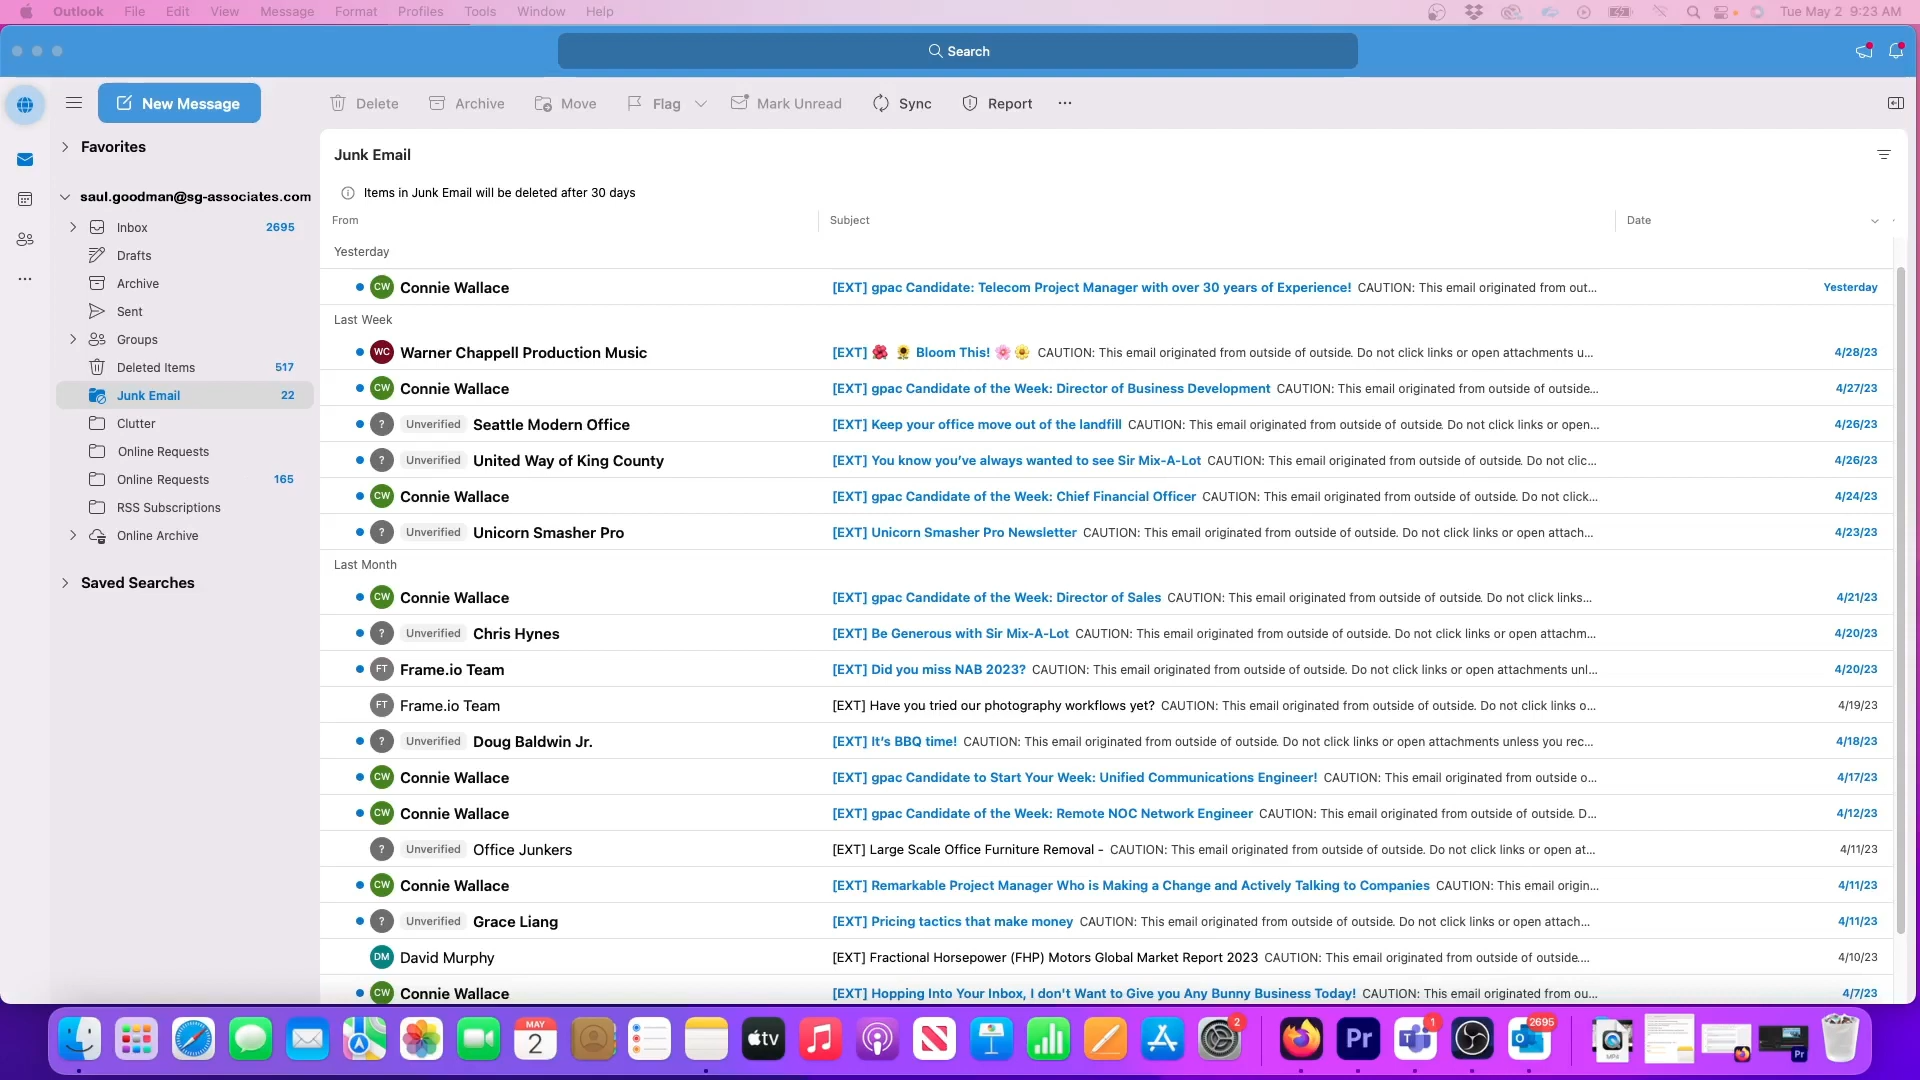 Outlook File Edit View Message Format Profiles Tools Window Help Tue May 2 9:23 AM
Search
New Message Delete Archive Move Flag Mark Unread Sync Report ...
Favorites
Junk Email
Items in Junk Email will be deleted after 30 days
saul.goodman@sg-associates.com
Inbox 2695
Drafts
Archive
Sent
Groups
Deleted Items 517
Junk Email 22
Clutter
Online Requests
Online Requests 165
RSS Subscriptions
Online Archive
Saved Searches
From Subject Date
Yesterday
CW Connie Wallace [EXT] gpac Candidate: Telecom Project Manager with over 30 years of Experience! CAUTION: This email originated from out... Yesterday
Last Week
WC Warner Chappell Production Music [EXT] 🌺 🌻 Bloom This! 🌸🌼 CAUTION: This email originated from outside of outside. Do not click links or open attachments u... 4/28/23
CW Connie Wallace [EXT] gpac Candidate of the Week: Director of Business Development CAUTION: This email originated from outside of outside... 4/27/23
? Unverified Seattle Modern Office [EXT] Keep your office move out of the landfill CAUTION: This email originated from outside of outside. Do not click links or open... 4/26/23
? Unverified United Way of King County [EXT] You know you’ve always wanted to see Sir Mix-A-Lot CAUTION: This email originated from outside of outside. Do not clic... 4/26/23
CW Connie Wallace [EXT] gpac Candidate of the Week: Chief Financial Officer CAUTION: This email originated from outside of outside. Do not click... 4/24/23
? Unverified Unicorn Smasher Pro [EXT] Unicorn Smasher Pro Newsletter CAUTION: This email originated from outside of outside. Do not click links or open attach... 4/23/23
Last Month
CW Connie Wallace [EXT] gpac Candidate of the Week: Director of Sales CAUTION: This email originated from outside of outside. Do not click links... 4/21/23
? Unverified Chris Hynes [EXT] Be Generous with Sir Mix-A-Lot CAUTION: This email originated from outside of outside. Do not click links or open attachm... 4/20/23
FT Frame.io Team [EXT] Did you miss NAB 2023? CAUTION: This email originated from outside of outside. Do not click links or open attachments unl... 4/20/23
FT Frame.io Team [EXT] Have you tried our photography workflows yet? CAUTION: This email originated from outside of outside. Do not click links o... 4/19/23
? Unverified Doug Baldwin Jr. [EXT] It’s BBQ time! CAUTION: This email originated from outside of outside. Do not click links or open attachments unless you rec... 4/18/23
CW Connie Wallace [EXT] gpac Candidate to Start Your Week: Unified Communications Engineer! CAUTION: This email originated from outside o... 4/17/23
CW Connie Wallace [EXT] gpac Candidate of the Week: Remote NOC Network Engineer CAUTION: This email originated from outside of outside. D... 4/12/23
? Unverified Office Junkers [EXT] Large Scale Office Furniture Removal - CAUTION: This email originated from outside of outside. Do not click links or open at... 4/11/23
CW Connie Wallace [EXT] Remarkable Project Manager Who is Making a Change and Actively Talking to Companies CAUTION: This email origin... 4/11/23
? Unverified Grace Liang [EXT] Pricing tactics that make money CAUTION: This email originated from outside of outside. Do not click links or open attach... 4/11/23
DM David Murphy [EXT] Fractional Horsepower (FHP) Motors Global Market Report 2023 CAUTION: This email originated from outside of outside.... 4/10/23
CW Connie Wallace [EXT] Hopping Into Your Inbox, I don't Want to Give you Any Bunny Business Today! CAUTION: This email originated from ou... 4/7/23
MAY
2
tv
2
Pr
1
2695
MP4
Pr